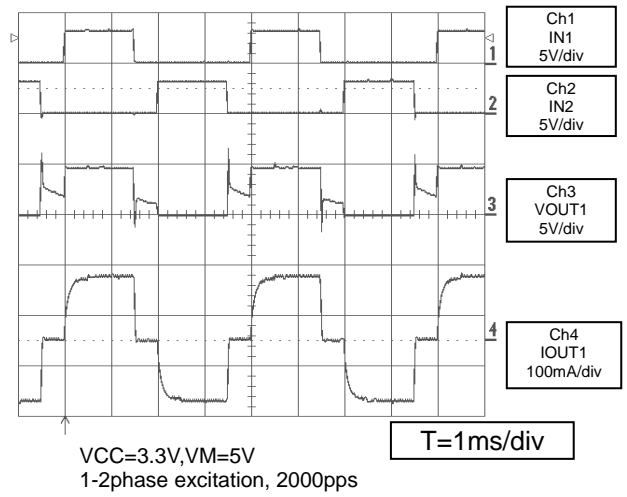 Ch1
IN1
5V/div
1
Ch2
IN2
5V/div
2
Ch3
VOUT1
5V/div
3
Ch4
IOUT1
100mA/div
4
T=1ms/div
VCC=3.3V,VM=5V
1-2phase excitation, 2000pps